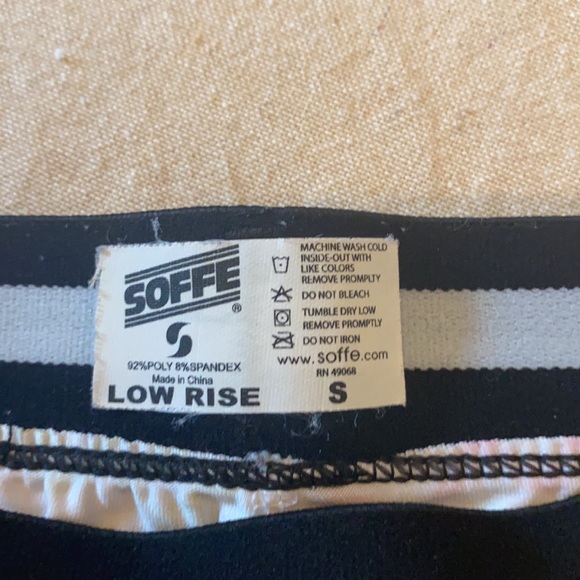 SOFFE
®
92%POLY 8%SPANDEX
Made in China
LOW RISE
MACHINE WASH COLD
INSIDE-OUT WITH
LIKE COLORS
REMOVE PROMPLTY
DO NOT BLEACH
TUMBLE DRY LOW
REMOVE PROMPTLY
DO NOT IRON
www.soffe.com
RN 49068
S